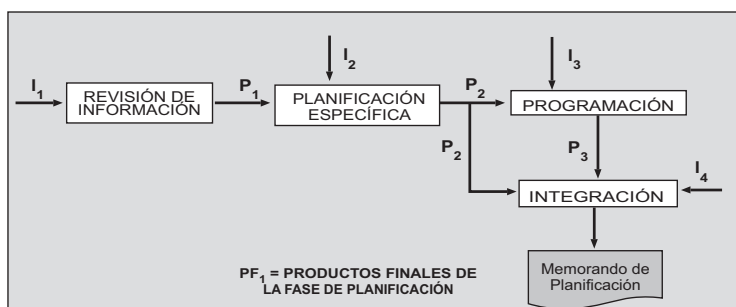 I₁
REVISIÓN DE
INFORMACIÓN
P₁
I₂
PLANIFICACIÓN
ESPECÍFICA
P₂
P₂
I₃
PROGRAMACIÓN
P₃
I₄
INTEGRACIÓN
Memorando de
Planificación
PF₁ = PRODUCTOS FINALES DE
LA FASE DE PLANIFICACIÓN